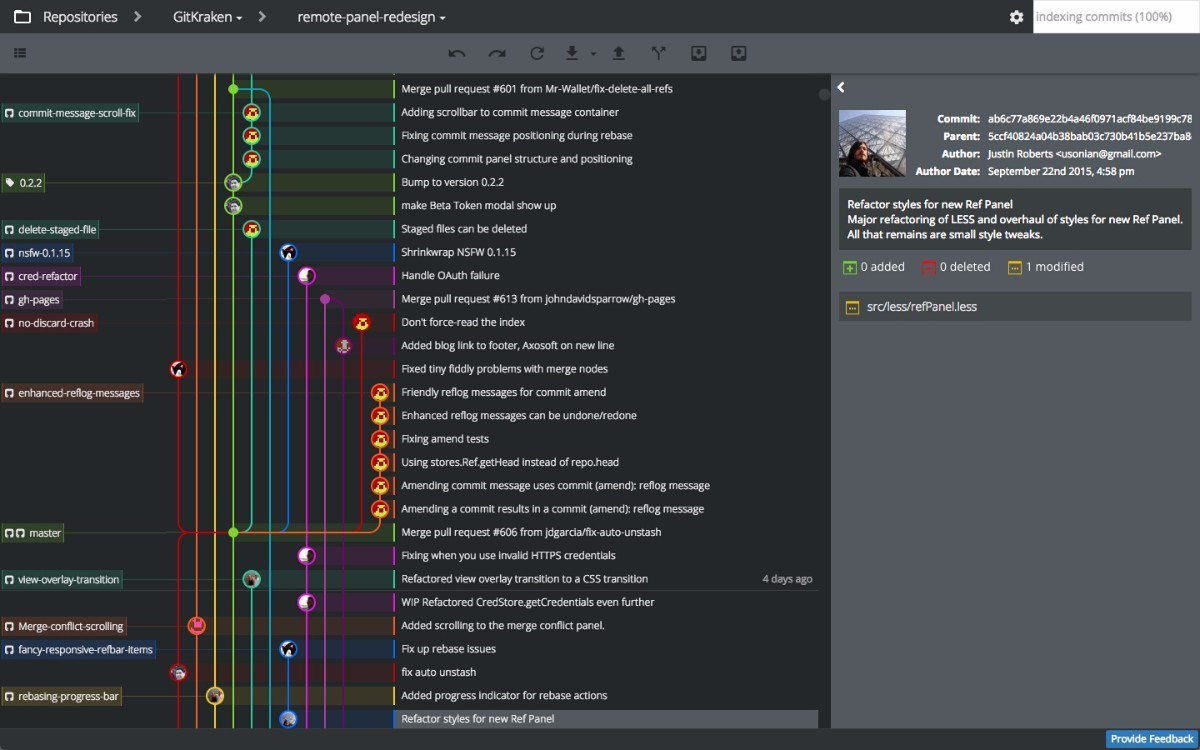 Repositories GitKraken remote-panel-redesign indexing commits (100%)
Merge pull request #601 from Mr-Wallet/fix-delete-all-refs
commit-message-scroll-fix Adding scrollbar to commit message container
Fixing commit message positioning during rebase
Changing commit panel structure and positioning
0.2.2 Bump to version 0.2.2
make Beta Token modal show up
delete-staged-file Staged files can be deleted
nsfw-0.1.15 Shrinkwrap NSFW 0.1.15
cred-refactor Handle OAuth failure
gh-pages Merge pull request #613 from johndavidsparrow/gh-pages
no-discard-crash Don't force-read the index
Added blog link to footer, Axosoft on new line
Fixed tiny fiddly problems with merge nodes
enhanced-reflog-messages Friendly reflog messages for commit amend
Enhanced reflog messages can be undone/redone
Fixing amend tests
Using stores.Ref.getHead instead of repo.head
Amending commit message uses commit (amend): reflog message
Amending a commit results in a commit (amend): reflog message
master Merge pull request #606 from jdgarcia/fix-auto-unstash
Fixing when you use invalid HTTPS credentials
view-overlay-transition Refactored view overlay transition to a CSS transition 4 days ago
WIP Refactored CredStore.getCredentials even further
Merge-conflict-scrolling Added scrolling to the merge conflict panel.
fancy-responsive-refbar-items Fix up rebase issues
fix auto unstash
rebasing-progress-bar Added progress indicator for rebase actions
Refactor styles for new Ref Panel
Commit: ab6c77a869e22b4a46f0971acf84be9199c78
Parent: 5ccf40824a04b38bab03c730b41b5e237ba8
Author: Justin Roberts <usonian@gmail.com>
Author Date: September 22nd 2015, 4:58 pm
Refactor styles for new Ref Panel
Major refactoring of LESS and overhaul of styles for new Ref Panel.
All that remains are small style tweaks.
0 added 0 deleted 1 modified
src/less/refPanel.less
Provide Feedback